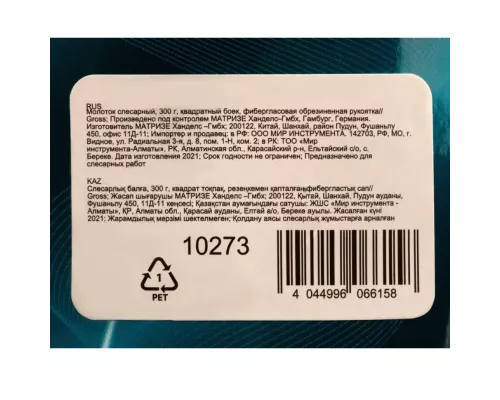 RUS
Молоток слесарный, 300 г, квадратный боек, фибергласовая обрезиненная рукоятка//
Gross; Произведено под контролем МАТРИЗЕ Ханделс–Гмбх, Гамбург, Германия.
Изготовитель МАТРИЗЕ Ханделс –Гмбх; 200122, Китай, Шанхай, район Пудун, Фушаньлу
450, офис 11Д-11; Импортер и продавец: в РФ: ООО МИР ИНСТРУМЕНТА. 142703, РФ, МО, г.
Видное, ул. Радиальная 3-я, д. 8, пом. 1-Н, ком. 2; в РК: ТОО «Мир
инструмента-Алматы», РК, Алматинская обл., Карасайский р-н, Ельтайский с/о, с.
Береке. Дата изготовления 2021; Срок годности не ограничен; Предназначено для
слесарных работ
KAZ
Слесарлық балға, 300 г, квадрат тоқпақ, резеңкемен қапталған,фибергластық сап//
Gross; Жасап шығарушы МАТРИЗЕ Ханделс –Гмбх; 200122, Қытай, Шанхай, Пудун ауданы,
Фушаньлу 450, 11Д-11 кеңсесі; Қазақстан аумағындағы сатушы: ЖШС «Мир инструмента -
Алматы», ҚР, Алматы обл., Қарасай ауданы, Елтай а/о, Береке ауылы. Жасалған күні
2021; Жарамдылық мерзімі шектелмеген; Қолдану аясы слесарлық жұмыстарға арналған
10273
1
PET
4 044996 066158